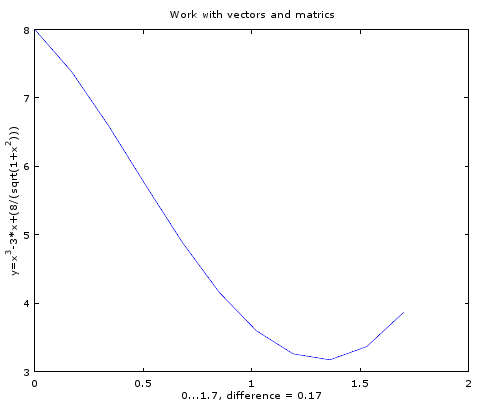 Work with vectors and matrics
8
7
6
5
4
3
y=x^3-3*x+(8/(sqrt(1+x^2)))
0 0.5 1 1.5 2
0...1.7, difference = 0.17